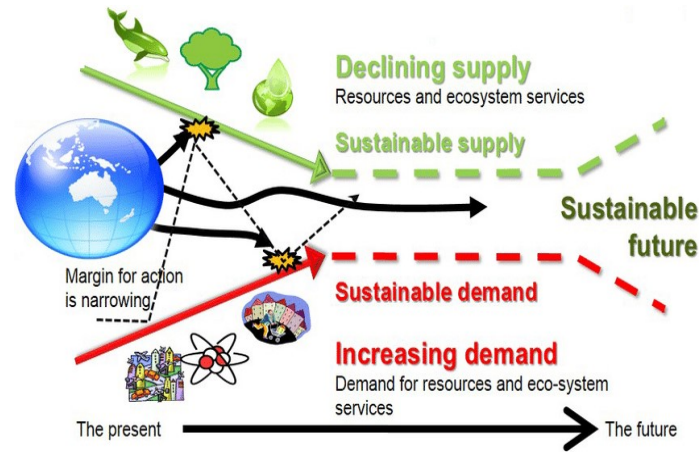 Declining supply
Resources and ecosystem services
Sustainable supply
Sustainable
future
Margin for action
is narrowing
Sustainable demand
Increasing demand
Demand for resources and eco-system
services
The present
The future